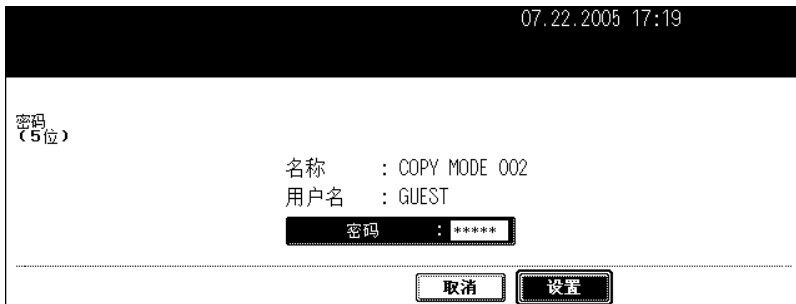 07.22.2005 17:19
密码
(5位)
名称 : COPY MODE 002
用户名 : GUEST
密码 : *****
取消 设置